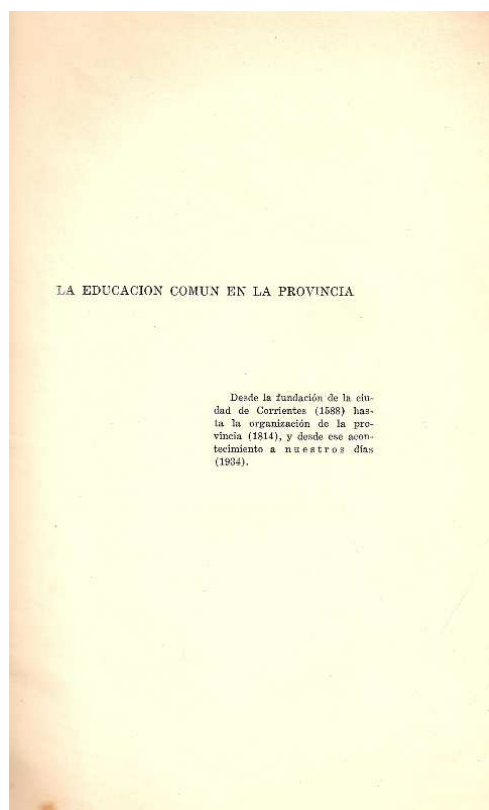 LA EDUCACION COMUN EN LA PROVINCIA
Desde la fundación de la ciu-
dad de Corrientes (1588) has-
ta la organización de la pro-
vincia (1814), y desde ese acon-
tecimiento a nuestros días
(1934).